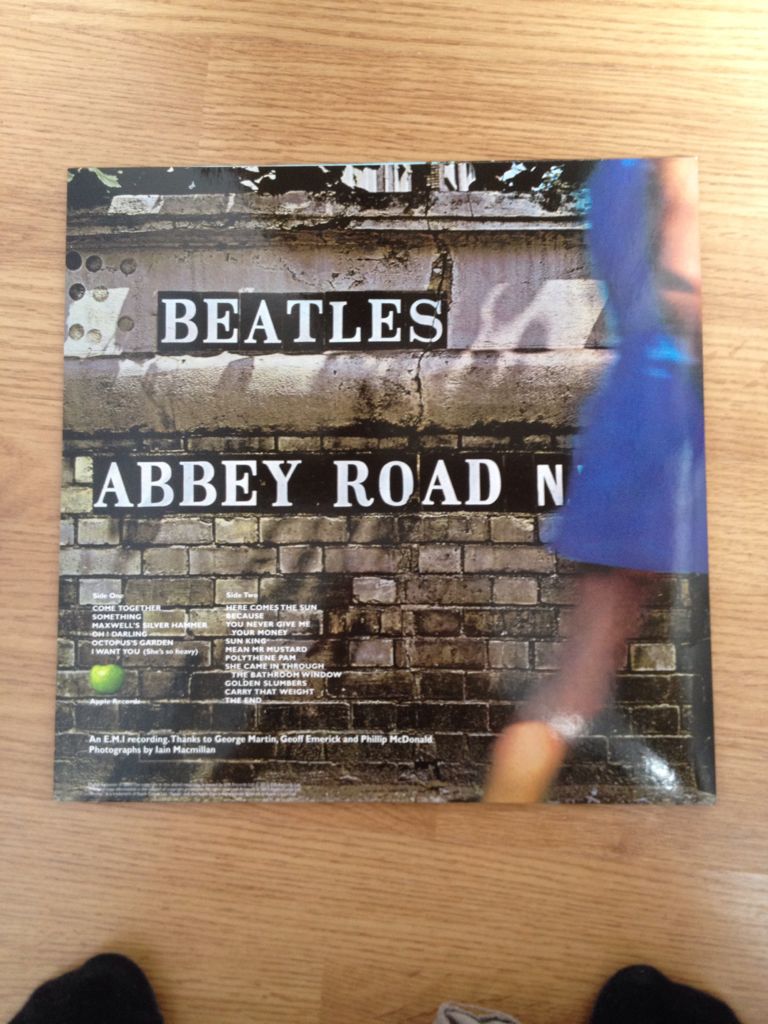 BEATLES
ABBEY ROAD N
Side One
COME TOGETHER
SOMETHING
MAXWELL'S SILVER HAMMER
OH! DARLING
OCTOPUS'S GARDEN
I WANT YOU (She's so heavy)
Apple Records
Side Two
HERE COMES THE SUN
BECAUSE
YOU NEVER GIVE ME
YOUR MONEY
SUN KING
MEAN MR MUSTARD
POLYTHENE PAM
SHE CAME IN THROUGH
THE BATHROOM WINDOW
GOLDEN SLUMBERS
CARRY THAT WEIGHT
THE END
An E.M.I recording. Thanks to George Martin, Geoff Emerick and Phillip McDonald
Photographs by Iain Macmillan